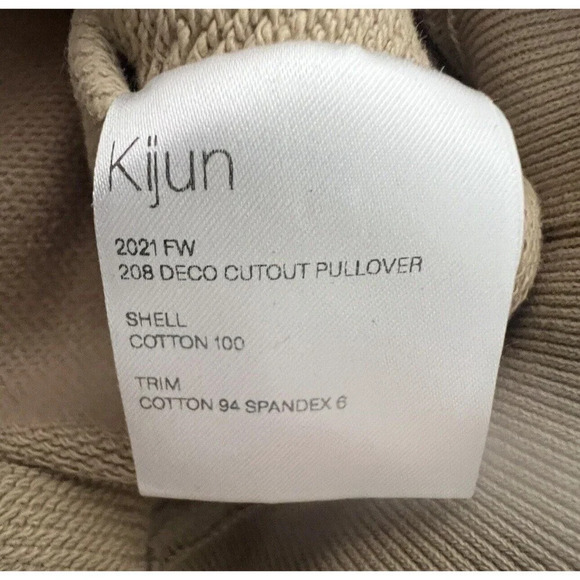 Kijun
2021 FW
208 DECO CUTOUT PULLOVER
SHELL
COTTON 100
TRIM
COTTON 94 SPANDEX 6